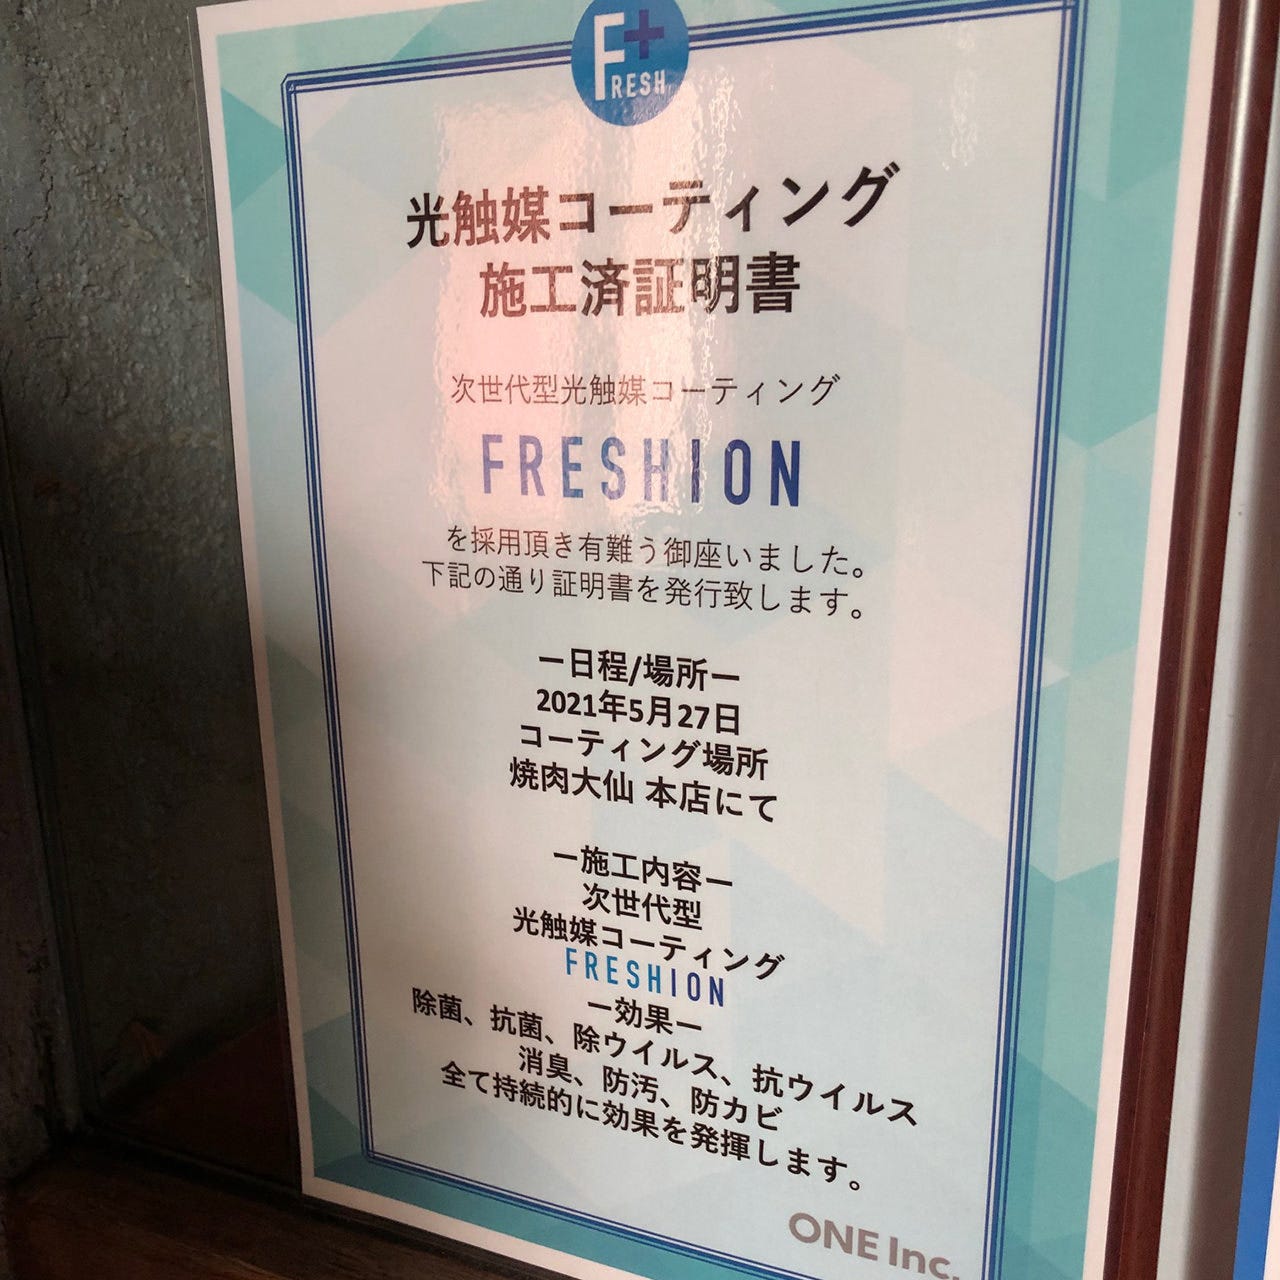 F+
RESH
光触媒コーティング
施工済証明書
次世代型光触媒コーティング
FRESHION
を採用頂き有難う御座いました。
下記の通り証明書を発行致します。
ー日程/場所ー
2021年5月27日
コーティング場所
焼肉大仙 本店にて
ー施工内容ー
次世代型
光触媒コーティング
FRESHION
ー効果ー
除菌、抗菌、除ウイルス、抗ウイルス
消臭、防汚、防カビ
全て持続的に効果を発揮します。
ONE Inc.